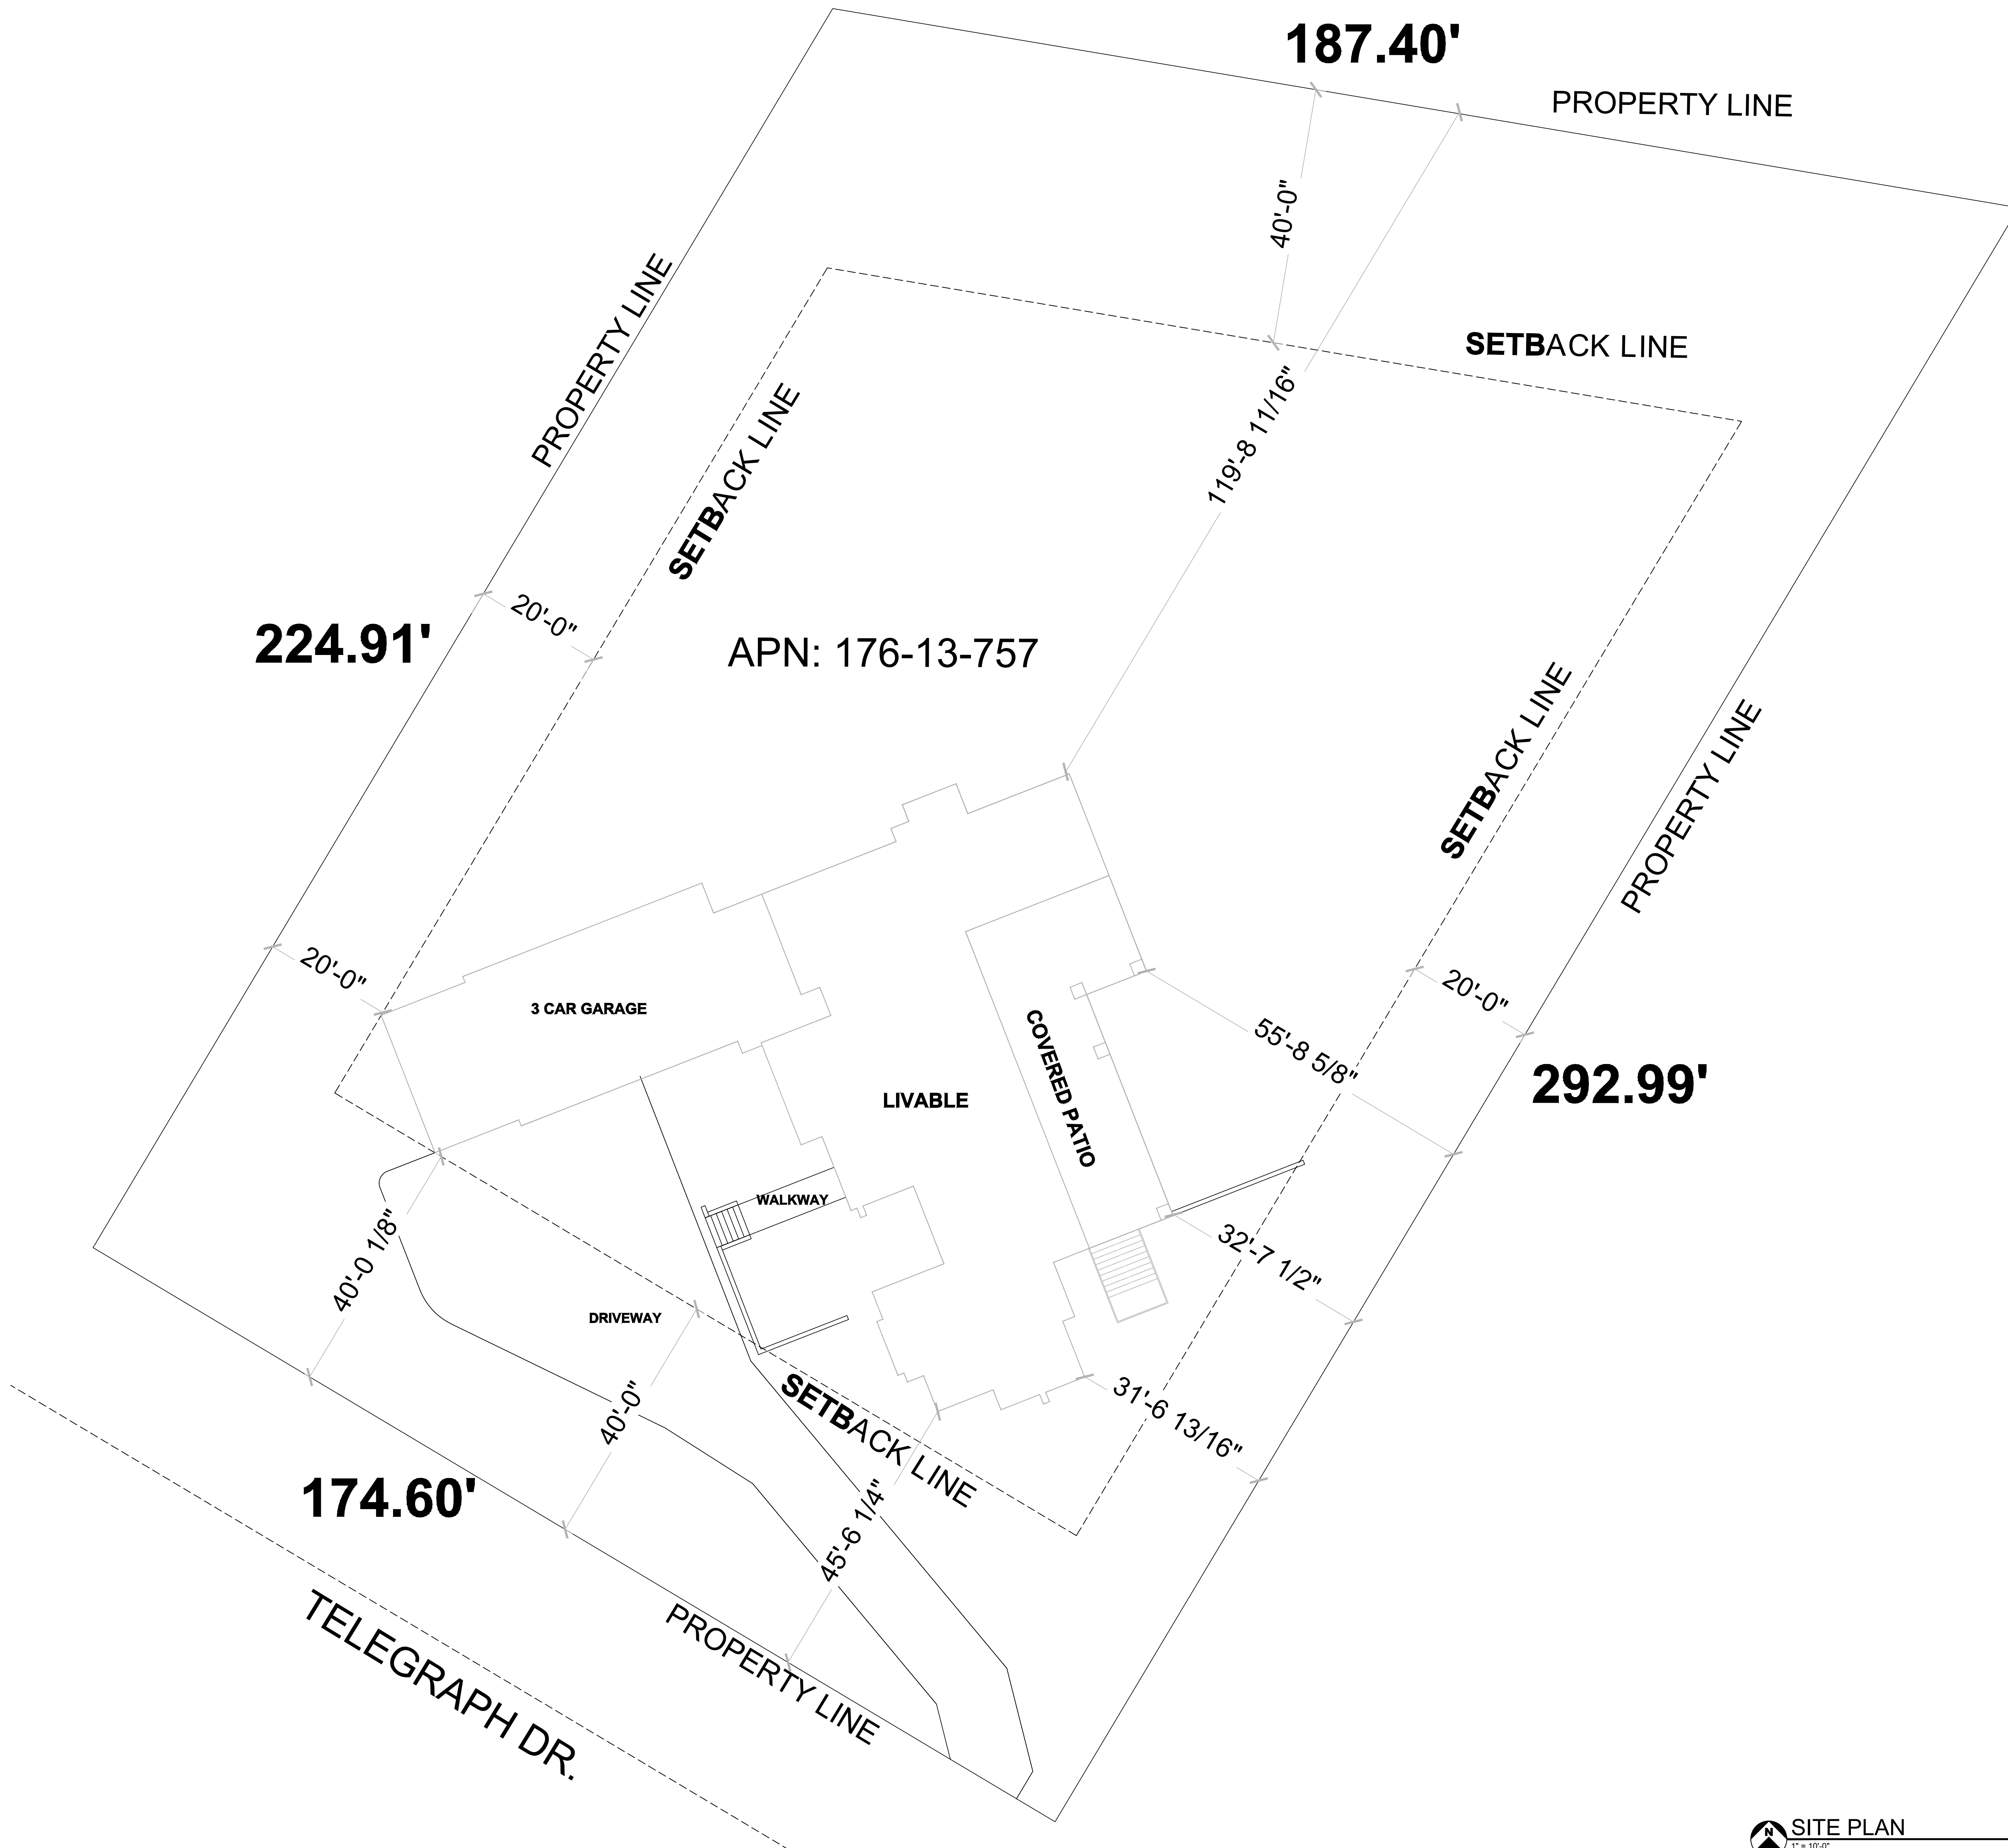 187.40'
PROPERTY LINE
40'-0"
SETBACK LINE
PROPERTY LINE
119'-8 11/16"
SETBACK LINE
20'-0"
224.91'
APN: 176-13-757
SETBACK LINE
PROPERTY LINE
20'-0"
3 CAR GARAGE
20'-0"
COVERED PATIO
55'-8 5/8"
292.99'
LIVABLE
WALKWAY
40'-0 1/8"
32'-7 1/2"
DRIVEWAY
40'-0"
SETBACK LINE
31'-6 13/16"
174.60'
45'-6 1/4"
PROPERTY LINE
TELEGRAPH DR.
N
SITE PLAN
1" = 10'-0"